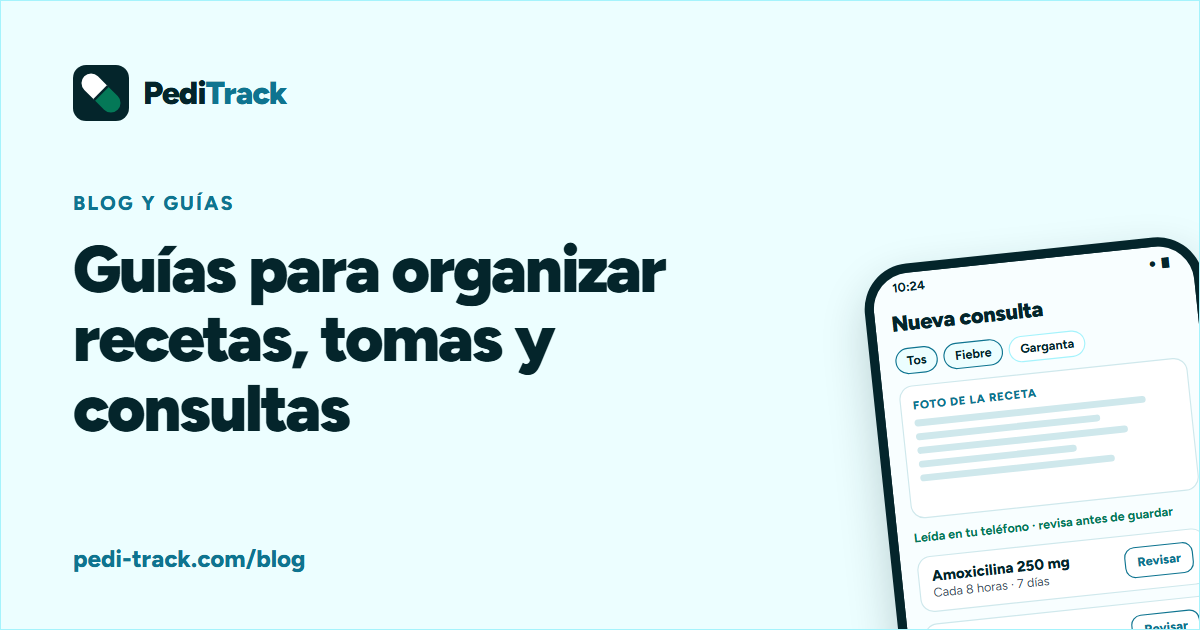 PediTrack
BLOG Y GUÍAS
Guías para organizar
recetas, tomas y
consultas
pedi-track.com/blog
10:24
Nueva consulta
Tos
Fiebre
Garganta
FOTO DE LA RECETA
Leída en tu teléfono · revisa antes de guardar
Amoxicilina 250 mg
Cada 8 horas · 7 días
Revisar
Revisar